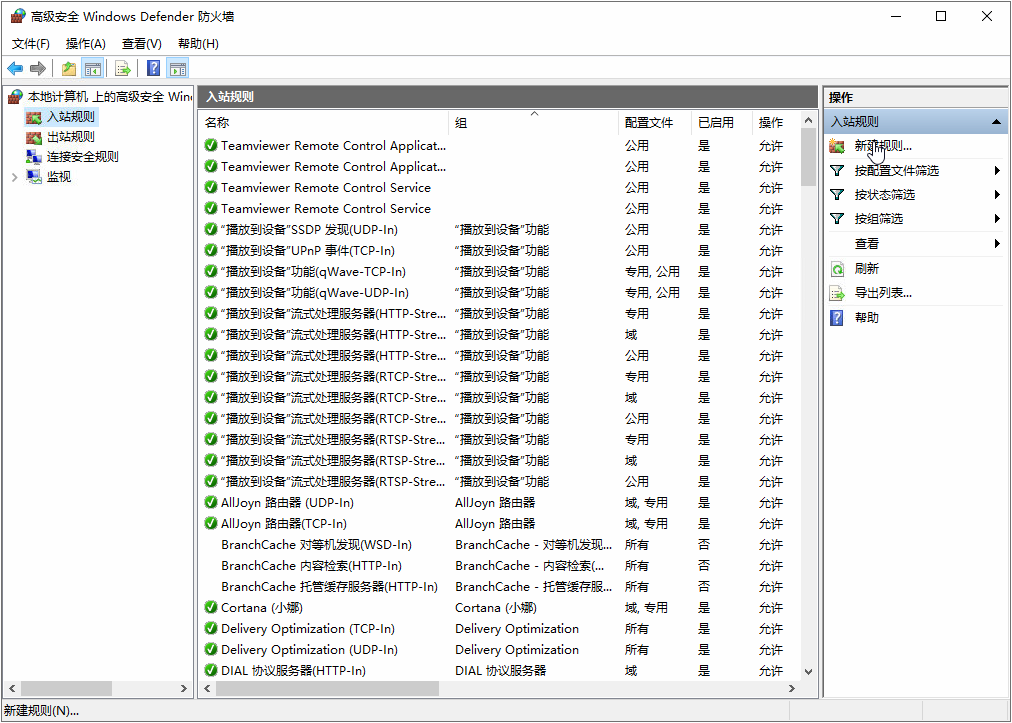 高级安全 Windows Defender 防火墙
文件(F) 操作(A) 查看(V) 帮助(H)
本地计算机 上的高级安全 Win
入站规则
出站规则
连接安全规则
监视
入站规则
名称 组 配置文件 已启用 操作
Teamviewer Remote Control Applicat... 公用 是 允许
Teamviewer Remote Control Applicat... 公用 是 允许
Teamviewer Remote Control Service 公用 是 允许
Teamviewer Remote Control Service 公用 是 允许
“播放到设备”SSDP 发现(UDP-In) “播放到设备”功能 公用 是 允许
“播放到设备”UPnP 事件(TCP-In) “播放到设备”功能 公用 是 允许
“播放到设备”功能(qWave-TCP-In) “播放到设备”功能 专用, 公用 是 允许
“播放到设备”功能(qWave-UDP-In) “播放到设备”功能 专用, 公用 是 允许
“播放到设备”流式处理服务器(HTTP-Stre... “播放到设备”功能 专用 是 允许
“播放到设备”流式处理服务器(HTTP-Stre... “播放到设备”功能 域 是 允许
“播放到设备”流式处理服务器(HTTP-Stre... “播放到设备”功能 公用 是 允许
“播放到设备”流式处理服务器(RTCP-Stre... “播放到设备”功能 专用 是 允许
“播放到设备”流式处理服务器(RTCP-Stre... “播放到设备”功能 域 是 允许
“播放到设备”流式处理服务器(RTCP-Stre... “播放到设备”功能 公用 是 允许
“播放到设备”流式处理服务器(RTSP-Stre... “播放到设备”功能 专用 是 允许
“播放到设备”流式处理服务器(RTSP-Stre... “播放到设备”功能 域 是 允许
“播放到设备”流式处理服务器(RTSP-Stre... “播放到设备”功能 公用 是 允许
AllJoyn 路由器 (UDP-In) AllJoyn 路由器 域, 专用 是 允许
AllJoyn 路由器(TCP-In) AllJoyn 路由器 域, 专用 是 允许
BranchCache 对等机发现(WSD-In) BranchCache - 对等机发现... 所有 否 允许
BranchCache 内容检索(HTTP-In) BranchCache - 内容检索(... 所有 否 允许
BranchCache 托管缓存服务器(HTTP-In) BranchCache - 托管缓存服... 所有 否 允许
Cortana (小娜) Cortana (小娜) 域, 专用 是 允许
Delivery Optimization (TCP-In) Delivery Optimization 所有 是 允许
Delivery Optimization (UDP-In) Delivery Optimization 所有 是 允许
DIAL 协议服务器(HTTP-In) DIAL 协议服务器 域 是 允许
操作
入站规则
新建规则...
按配置文件筛选
按状态筛选
按组筛选
查看
刷新
导出列表...
帮助
新建规则(N)...